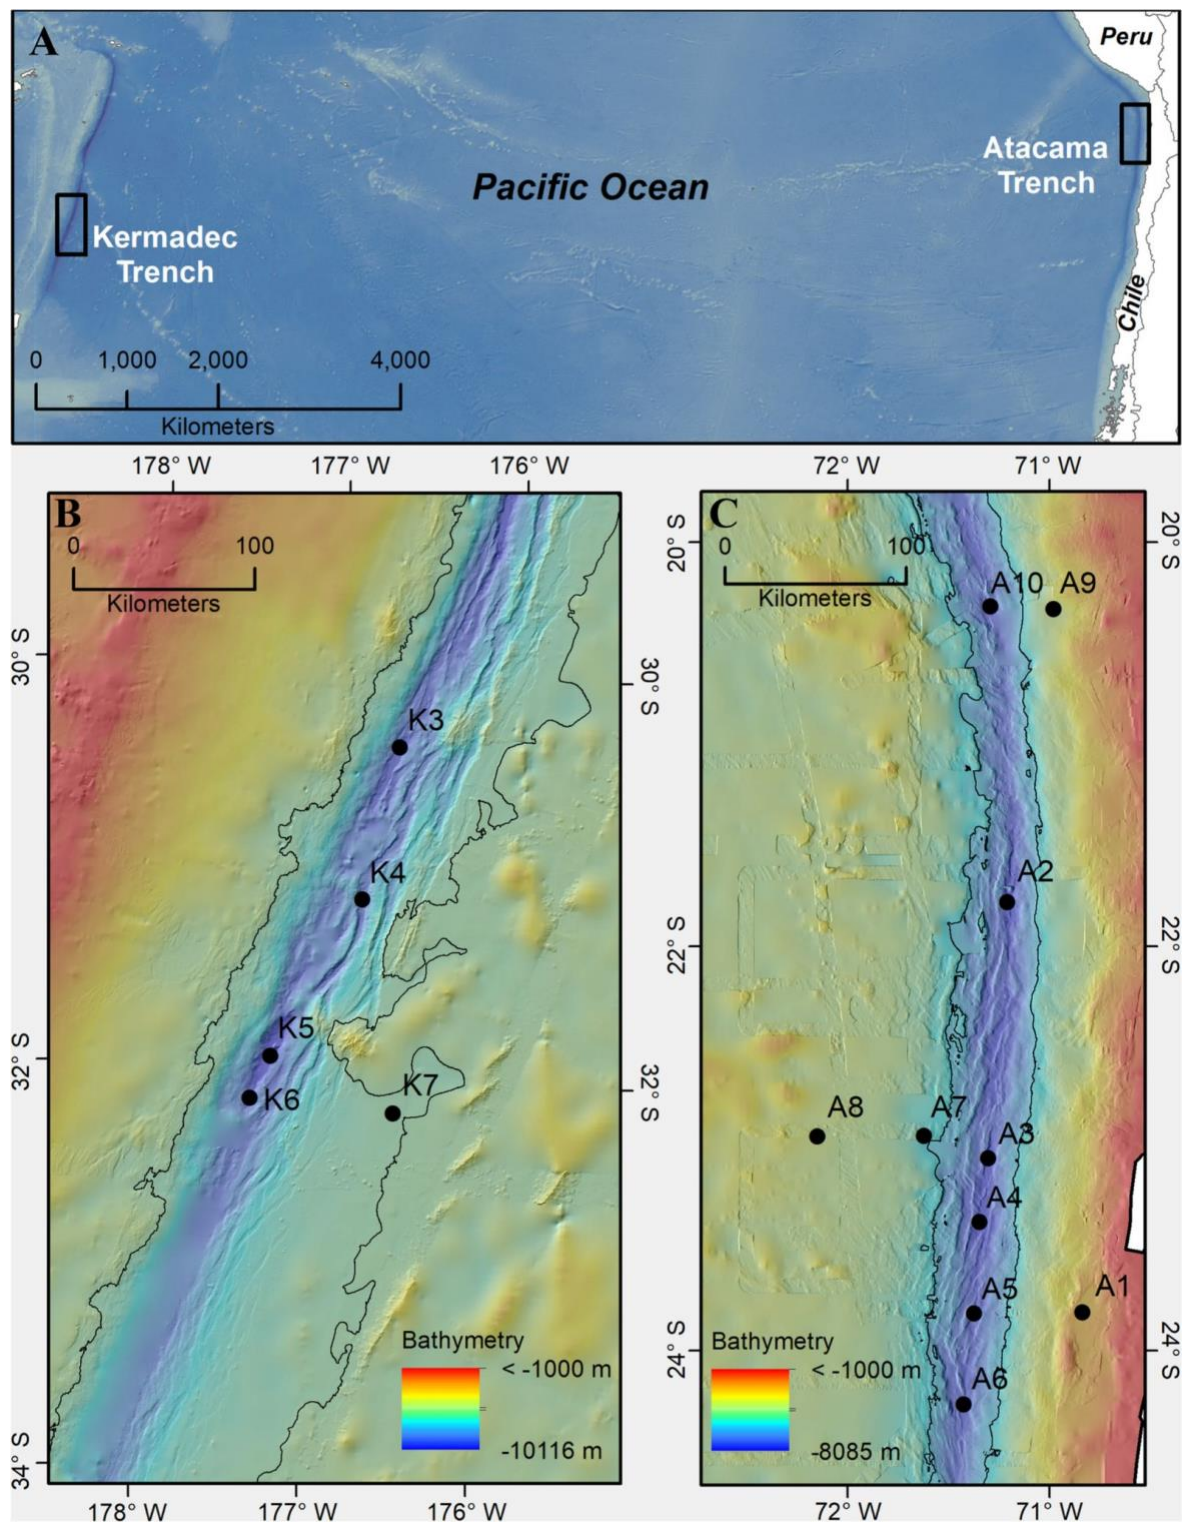 A
Peru
Atacama
Trench
Pacific Ocean
Kermadec
Trench
Chile
0 1,000 2,000 4,000
Kilometers
178° W 177° W 176° W
72° W 71° W
B
0 100
Kilometers
30° S
30° S
K3
K4
K5
K6
K7
32° S
32° S
34° S
Bathymetry
< -1000 m
-10116 m
178° W 177° W 176° W
C
0 100
Kilometers
20° S
20° S
A10 A9
A2
22° S
22° S
A8 A7 A3
A4
A5 A1
A6
24° S
24° S
Bathymetry
< -1000 m
-8085 m
72° W 71° W